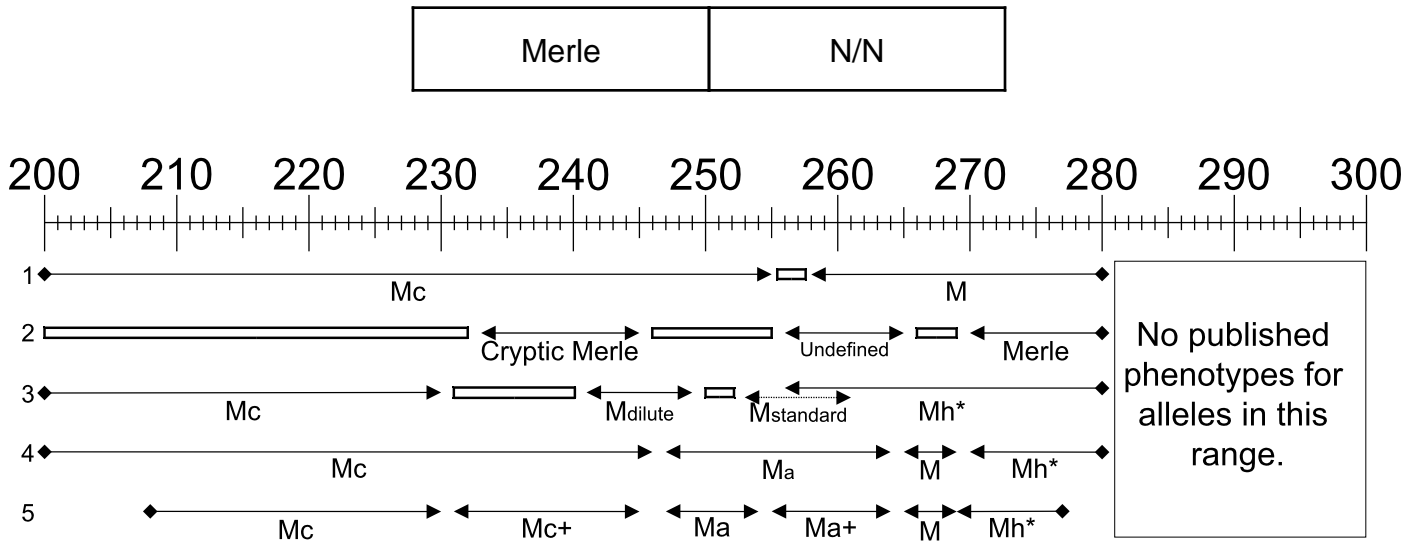 Merle N/N
200 210 220 230 240 250 260 270 280 290 300
1 Mc M
2 Cryptic Merle Undefined Merle
3 Mc Mdilute Mstandard Mh*
4 Mc Ma M Mh*
5 Mc Mc+ Ma Ma+ M Mh*
No published
phenotypes for
alleles in this
range.